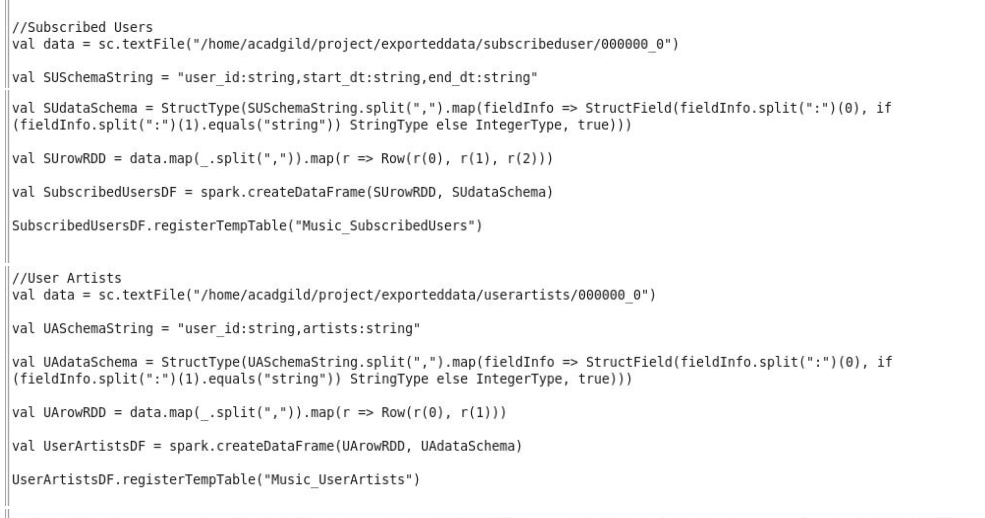 //Subscribed Users
val data = sc.textFile("/home/acadgild/project/exporteddata/subscribeduser/000000_0")
val SUSchemaString = "user_id:string,start_dt:string,end_dt:string"
val SUdataSchema = StructType(SUSchemaString.split(",").map(fieldInfo => StructField(fieldInfo.split(":")(0), if
(fieldInfo.split(":")(1).equals("string")) StringType else IntegerType, true)))
val SUrowRDD = data.map(_.split(",")).map(r => Row(r(0), r(1), r(2)))
val SubscribedUsersDF = spark.createDataFrame(SUrowRDD, SUdataSchema)
SubscribedUsersDF.registerTempTable("Music_SubscribedUsers")
//User Artists
val data = sc.textFile("/home/acadgild/project/exporteddata/userartists/000000_0")
val UASchemaString = "user_id:string,artists:string"
val UAdataSchema = StructType(UASchemaString.split(",").map(fieldInfo => StructField(fieldInfo.split(":")(0), if
(fieldInfo.split(":")(1).equals("string")) StringType else IntegerType, true)))
val UArowRDD = data.map(_.split(",")).map(r => Row(r(0), r(1)))
val UserArtistsDF = spark.createDataFrame(UArowRDD, UAdataSchema)
UserArtistsDF.registerTempTable("Music_UserArtists")